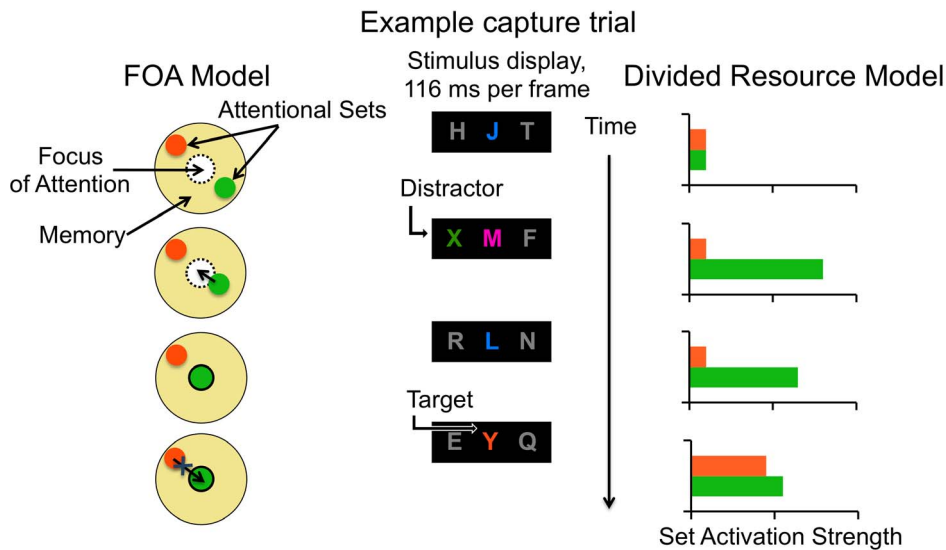 Example capture trial
FOA Model
Stimulus display,
116 ms per frame
Divided Resource Model
Attentional Sets
Focus
of Attention
Memory
H J T
Time
Distractor
X M F
R L N
Target
E Y Q
Set Activation Strength